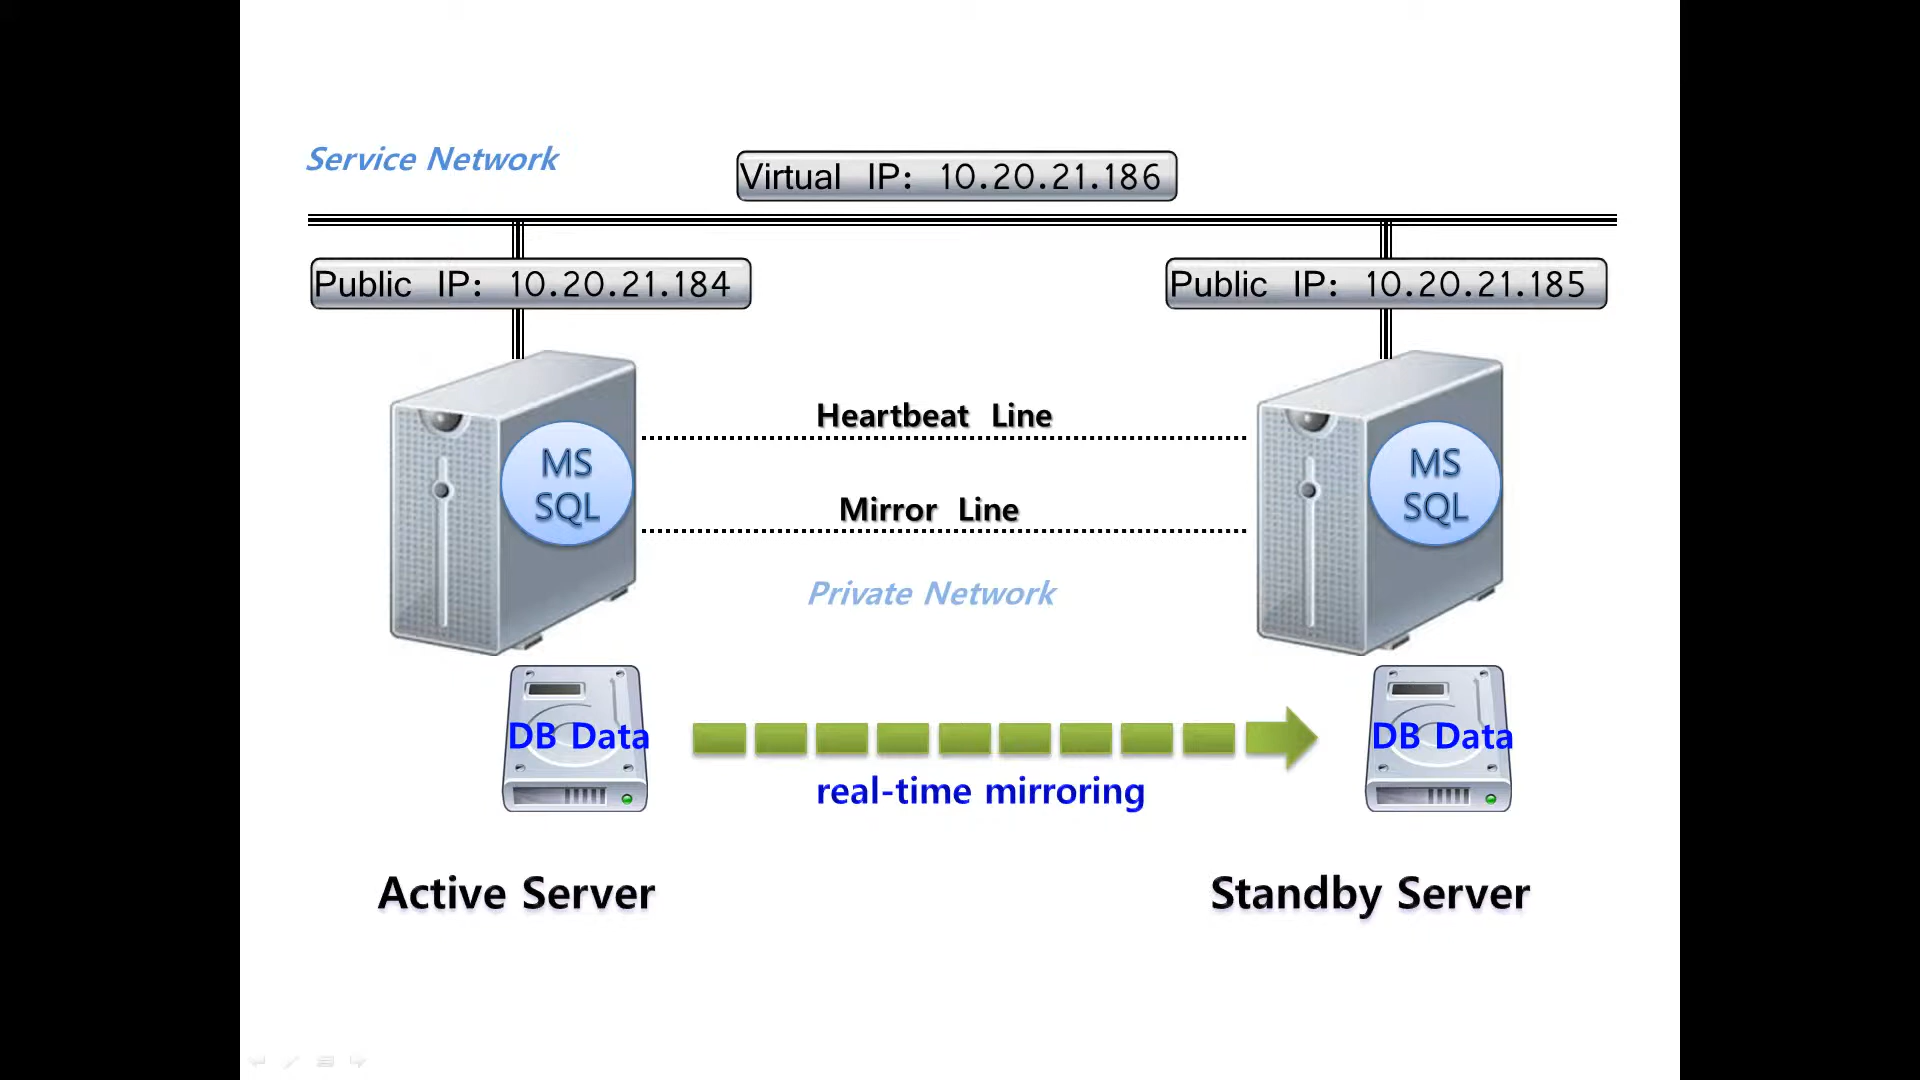 Service Network
Virtual IP: 10.20.21.186
Public IP: 10.20.21.184
Public IP: 10.20.21.185
Heartbeat Line
MS
SQL
MS
SQL
Mirror Line
Private Network
DB Data
DB Data
real-time mirroring
Active Server
Standby Server